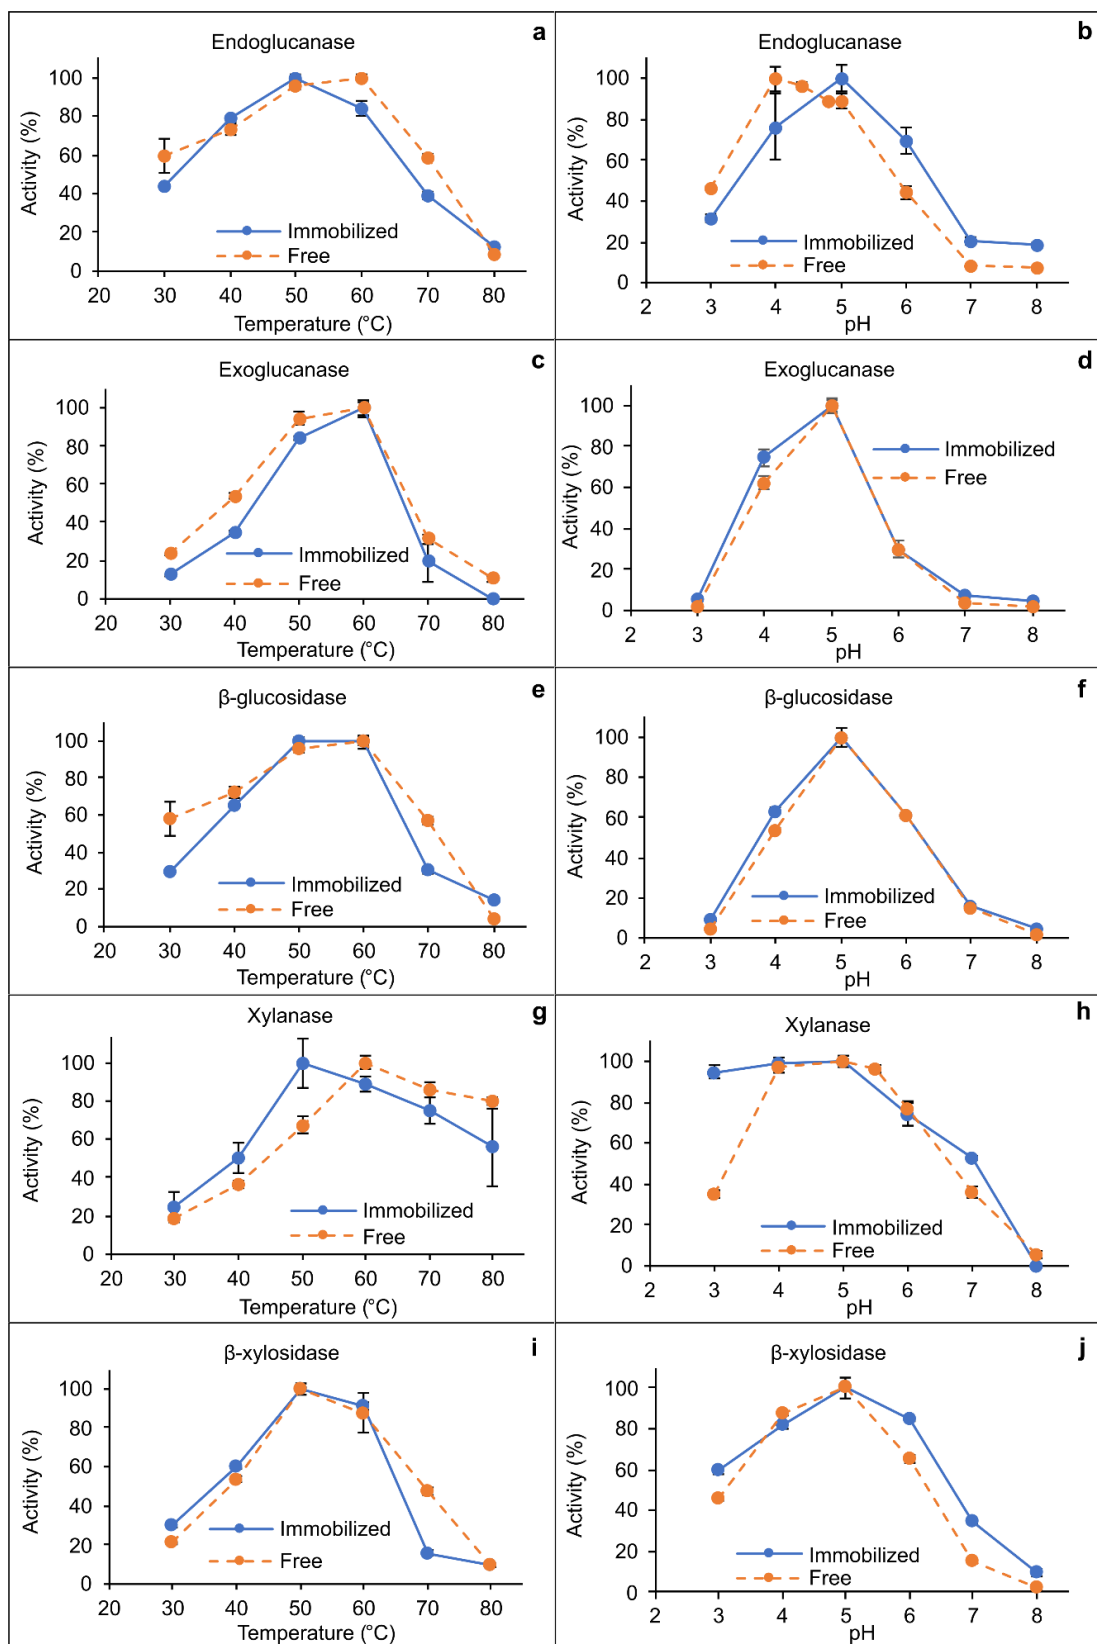 a
Endoglucanase
Activity (%)
100
80
60
40
20
0
Immobilized
Free
20 30 40 50 60 70 80
Temperature (°C)
b
Endoglucanase
Activity (%)
100
80
60
40
20
0
Immobilized
Free
2 3 4 5 6 7 8
pH
c
Exoglucanase
Activity (%)
100
80
60
40
20
0
Immobilized
Free
20 30 40 50 60 70 80
Temperature (°C)
d
Exoglucanase
Activity (%)
100
80
60
40
20
0
Immobilized
Free
2 3 4 5 6 7 8
pH
e
β-glucosidase
Activity (%)
100
80
60
40
20
0
Immobilized
Free
20 30 40 50 60 70 80
Temperature (°C)
f
β-glucosidase
Activity (%)
100
80
60
40
20
0
Immobilized
Free
2 3 4 5 6 7 8
pH
g
Xylanase
Activity (%)
100
80
60
40
20
0
Immobilized
Free
20 30 40 50 60 70 80
Temperature (°C)
h
Xylanase
Activity (%)
100
80
60
40
20
0
Immobilized
Free
2 3 4 5 6 7 8
pH
i
β-xylosidase
Activity (%)
100
80
60
40
20
0
Immobilized
Free
20 30 40 50 60 70 80
Temperature (°C)
j
β-xylosidase
Activity (%)
100
80
60
40
20
0
Immobilized
Free
2 3 4 5 6 7 8
pH